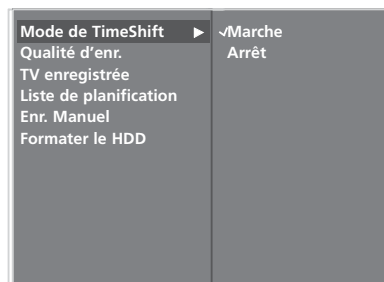 Mode de TimeShift ▶ ✓Marche
Qualité d’enr. Arrêt
TV enregistrée
Liste de planification
Enr. Manuel
Formater le HDD